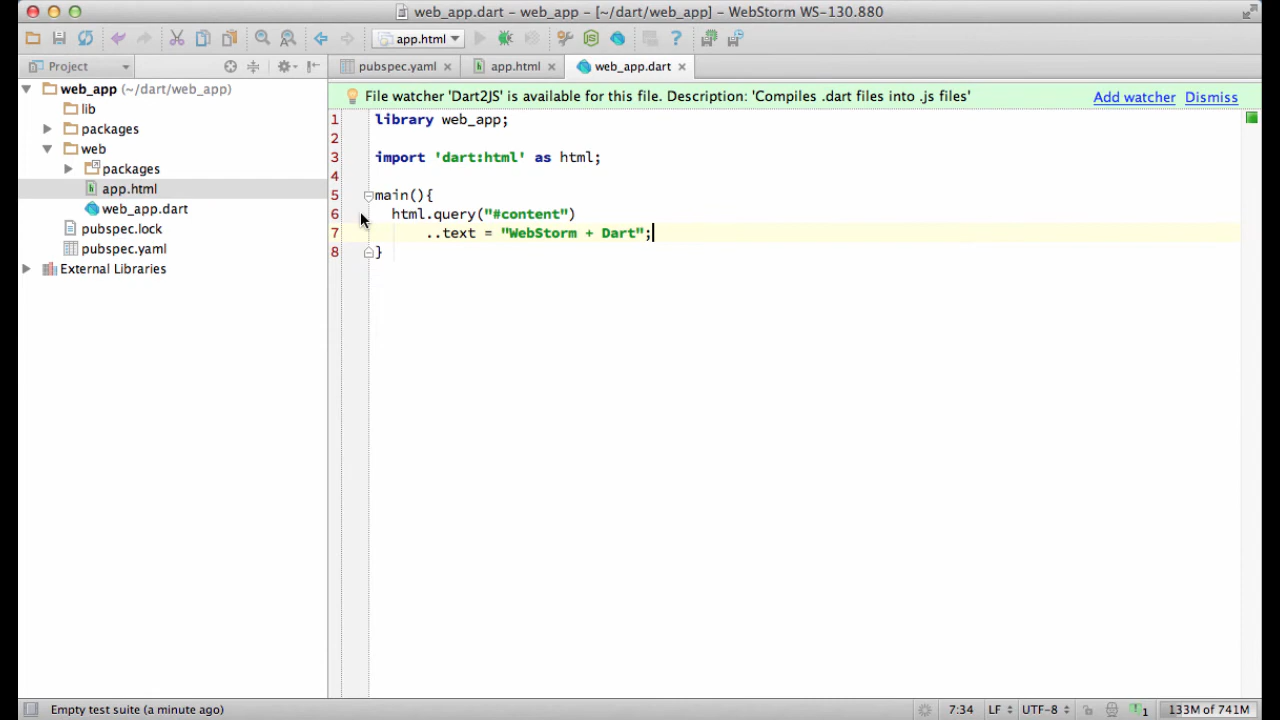 web_app.dart - web_app - [~/dart/web_app] - WebStorm WS-130.880
app.html
Project
pubspec.yaml
app.html
web_app.dart
web_app (~/dart/web_app)
lib
packages
web
packages
app.html
web_app.dart
pubspec.lock
pubspec.yaml
External Libraries
File watcher 'Dart2JS' is available for this file. Description: 'Compiles .dart files into .js files'
Add watcher
Dismiss
1 library web_app;
2
3 import 'dart:html' as html;
4
5 main(){
6 html.query("#content")
7 ..text = "WebStorm + Dart";
8 }
Empty test suite (a minute ago)
7:34
LF
UTF-8
1
133M of 741M